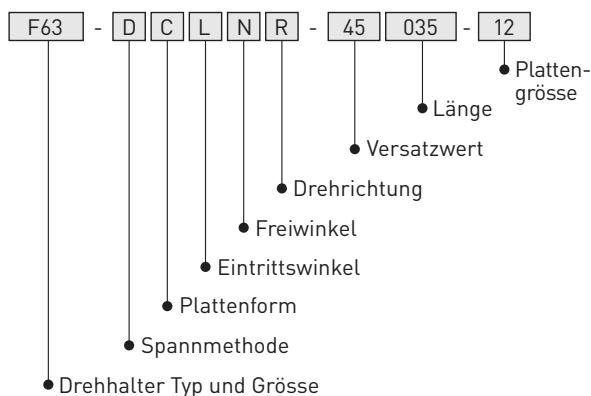 F63 - D C L N R - 45 035 - 12
Platten-
grösse
Länge
Versatzwert
Drehrichtung
Freiwinkel
Eintrittswinkel
Plattenform
Spannmethode
Drehhalter Typ und Grösse